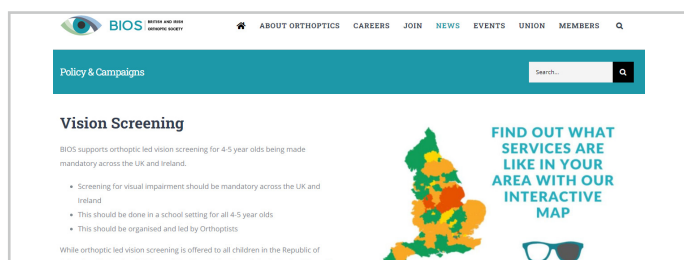 BIOS BRITISH AND IRISH
ORTHOPTIC SOCIETY
ABOUT ORTHOPTICS CAREERS JOIN NEWS EVENTS UNION MEMBERS
Policy & Campaigns
Search...
Vision Screening
BIOS supports orthoptic led vision screening for 4-5 year olds being made
mandatory across the UK and Ireland.
Screening for visual impairment should be mandatory across the UK and
Ireland
This should be done in a school setting for all 4-5 year olds
This should be organised and led by Orthoptists
While orthoptic led vision screening is offered to all children in the Republic of
FIND OUT WHAT
SERVICES ARE
LIKE IN YOUR
AREA WITH OUR
INTERACTIVE
MAP